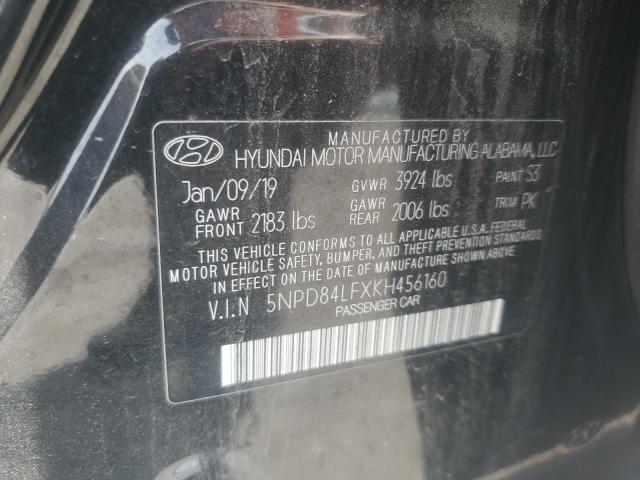 MANUFACTURED BY
HYUNDAI MOTOR MANUFACTURING ALABAMA, LLC
Jan/09/19 GVWR 3924 lbs PAINT S3
GAWR FRONT 2183 lbs GAWR REAR 2006 lbs TRIM PK
THIS VEHICLE CONFORMS TO ALL APPLICABLE U.S.A. FEDERAL
MOTOR VEHICLE SAFETY, BUMPER, AND THEFT PREVENTION STANDARDS
IN EFFECT ON THE DATE OF MANUFACTURE SHOWN ABOVE.
V.I.N 5NPD84LFXKH456160
PASSENGER CAR